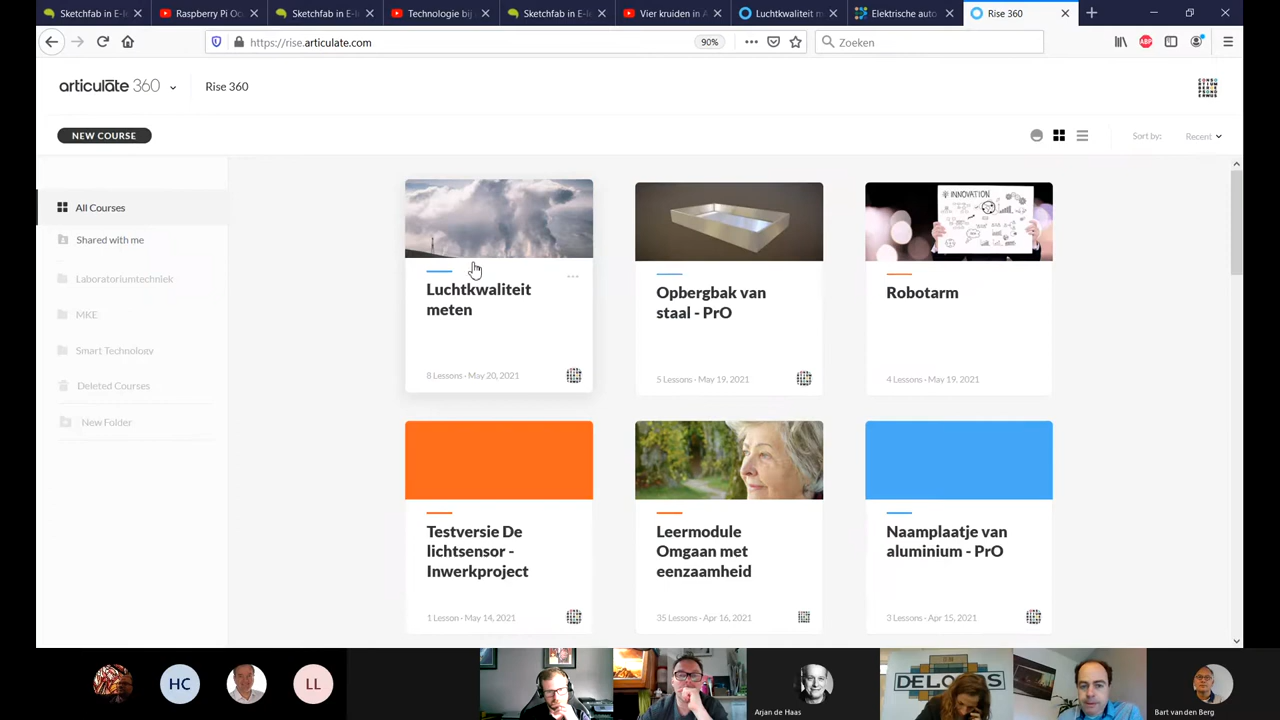 Sketchfab in E-le
Raspberry Pi Oo
Sketchfab in E-le
Technologie bij
Sketchfab in E-le
Vier kruiden in A
Luchtkwaliteit m
Elektrische auto
Rise 360
https://rise.articulate.com
90%
Zoeken
ABP
articulate 360
Rise 360
NEW COURSE
Sort by:
Recent
All Courses
Shared with me
Laboratoriumtechniek
MKE
Smart Technology
Deleted Courses
New Folder
Luchtkwaliteit
meten
8 Lessons · May 20, 2021
Opbergbak van
staal - PrO
5 Lessons · May 19, 2021
INNOVATION
Robotarm
4 Lessons · May 19, 2021
Testversie De
lichtsensor -
Inwerkproject
1 Lesson · May 14, 2021
Leermodule
Omgaan met
eenzaamheid
35 Lessons · Apr 16, 2021
Naamplaatje van
aluminium - PrO
3 Lessons · Apr 15, 2021
HC
LL
Arjan de Haas
Bart van den Berg